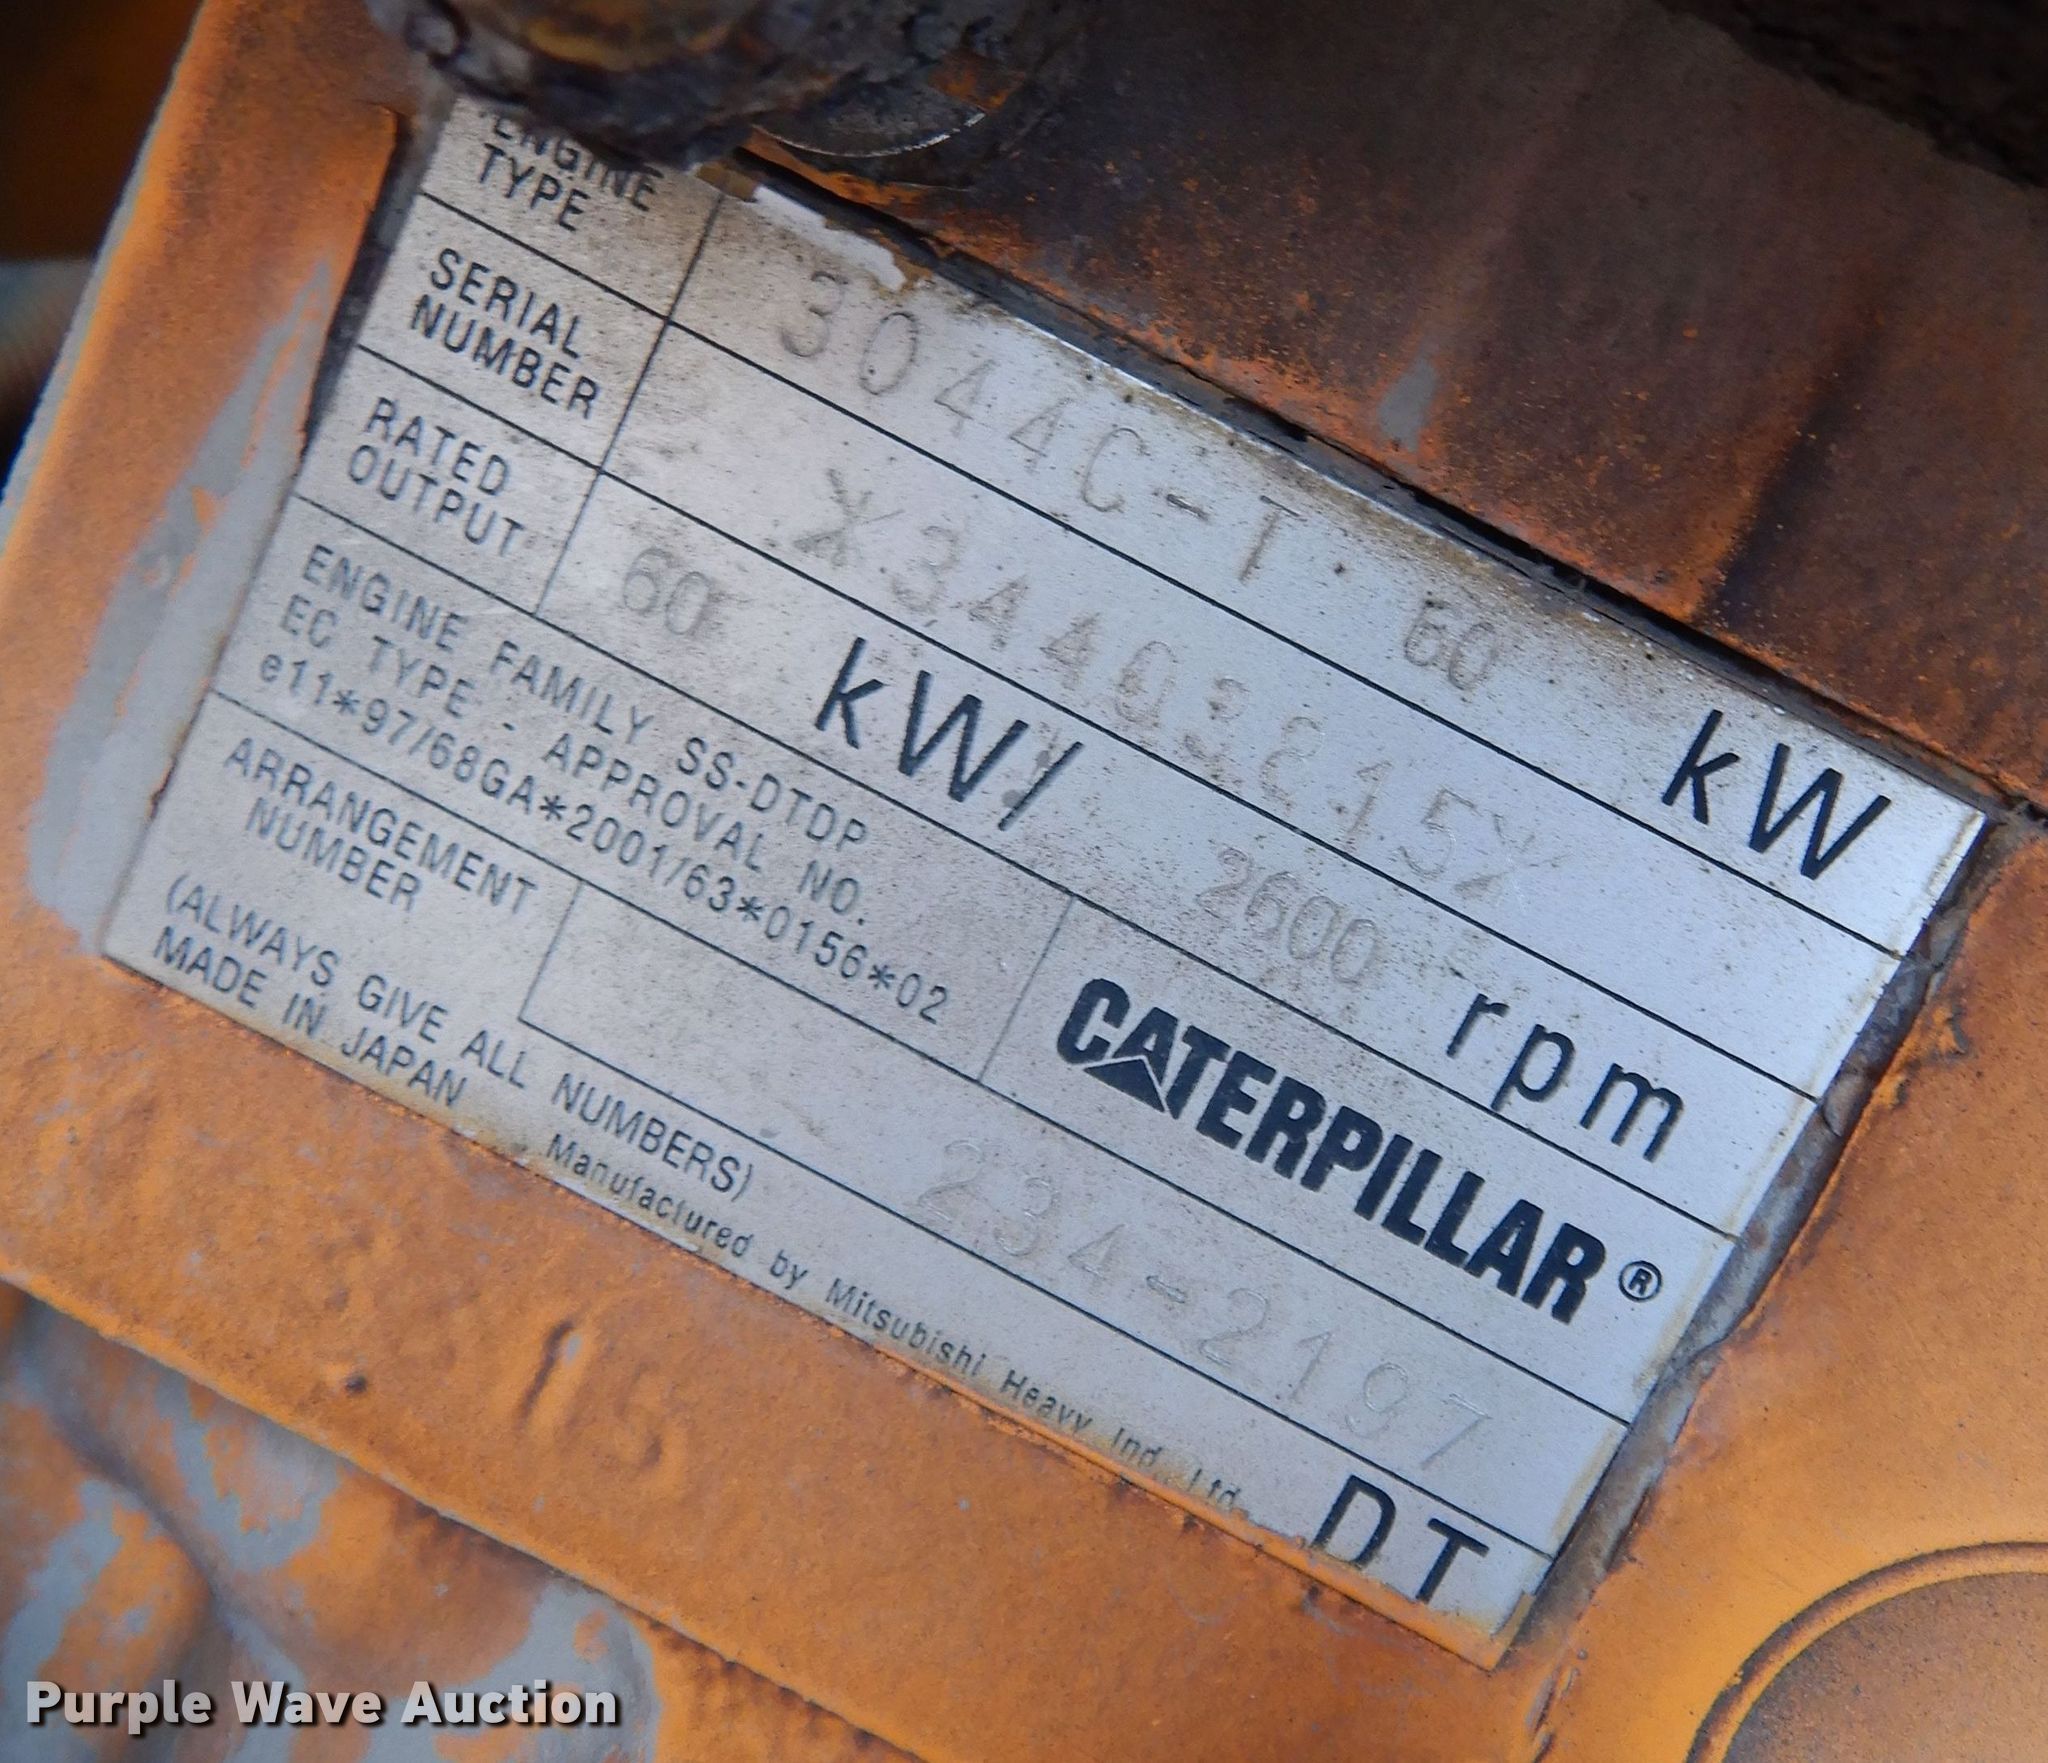 ENGINE
TYPE
3044C-T 60 kW
SERIAL
NUMBER
RATED
OUTPUT
60 kW/ 2600 rpm
ENGINE FAMILY SS-DTDP
EC TYPE - APPROVAL NO.
e11*97/68GA*2001/63*0156*02
CATERPILLAR®
ARRANGEMENT
NUMBER
234-2197
(ALWAYS GIVE ALL NUMBERS)
MADE IN JAPAN
Manufactured by Mitsubishi Heavy Ind. Ltd.
DT
Purple Wave Auction